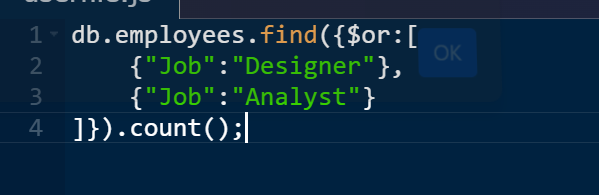 1 db.employees.find({$or:[
OK
2     {"Job":"Designer"},
3     {"Job":"Analyst"}
4 ]}).count();